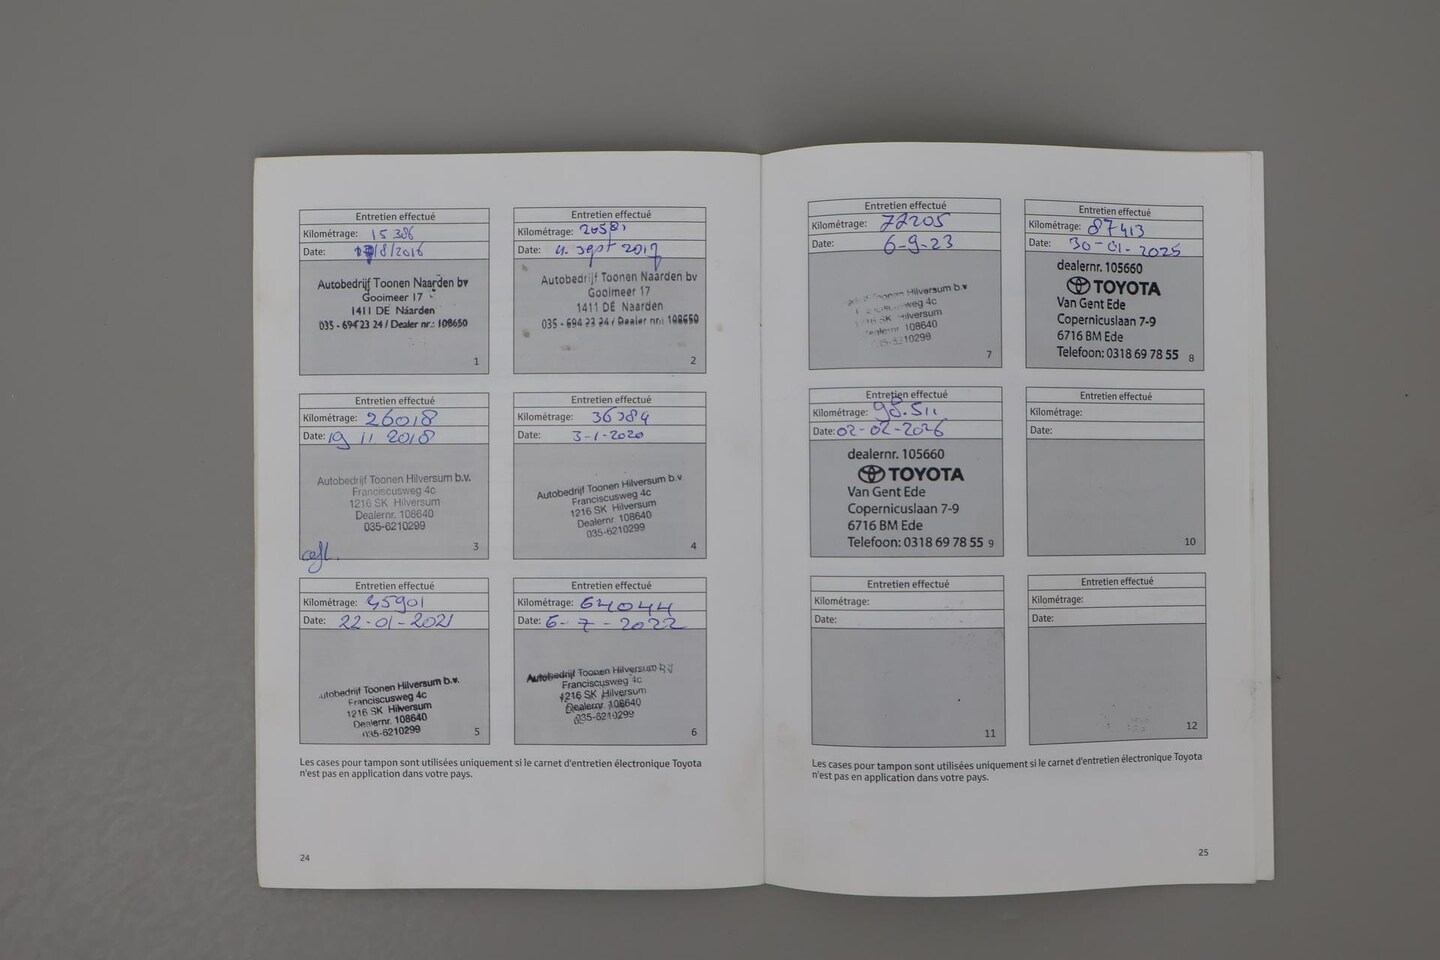 Entretien effectué
Kilométrage: 15 386
Date: 17/8/2016
Autobedrijf Toonen Naarden bv
Gooimeer 17
1411 DE Naarden
035 - 694 23 24 / Dealer nr.: 108650
1
Entretien effectué
Kilométrage:
Date: 4. sept 2017
Autobedrijf Toonen Naarden bv
Gooimeer 17
1411 DE Naarden
035 - 694 23 24 / Dealer nr.: 108650
2
Entretien effectué
Kilométrage: 26018
Date: 19 11 2018
Autobedrijf Toonen Hilversum b.v.
Franciscusweg 4c
1216 SK Hilversum
Dealernr. 108640
035-6210299
3
Entretien effectué
Kilométrage: 36384
Date: 3-1-2020
Autobedrijf Toonen Hilversum b.v.
Franciscusweg 4c
1216 SK Hilversum
Dealernr. 108640
035-6210299
4
Entretien effectué
Kilométrage: 45901
Date: 22-01-2021
Autobedrijf Toonen Hilversum b.v.
Franciscusweg 4c
1216 SK Hilversum
Dealernr. 108640
035-6210299
5
Entretien effectué
Kilométrage: 64044
Date: 6-7-2022
Autobedrijf Toonen Hilversum b.v.
Franciscusweg 4c
1216 SK Hilversum
Dealernr. 108640
035-6210299
6
Les cases pour tampon sont utilisées uniquement si le carnet d'entretien électronique Toyota
n'est pas en application dans votre pays.
24
Entretien effectué
Kilométrage: 77205
Date: 6-9-23
Toonen Hilversum b.v.
4c
SK Hilversum
108640
7
Entretien effectué
Kilométrage: 87413
Date: 30-01-2025
dealernr. 105660
TOYOTA
Van Gent Ede
Copernicuslaan 7-9
6716 BM Ede
Telefoon: 0318 69 78 55
8
Entretien effectué
Kilométrage: 98.511
Date: 02-02-2026
dealernr. 105660
TOYOTA
Van Gent Ede
Copernicuslaan 7-9
6716 BM Ede
Telefoon: 0318 69 78 55
9
Entretien effectué
Kilométrage:
Date:
10
Entretien effectué
Kilométrage:
Date:
11
Entretien effectué
Kilométrage:
Date:
12
Les cases pour tampon sont utilisées uniquement si le carnet d'entretien électronique Toyota
n'est pas en application dans votre pays.
25